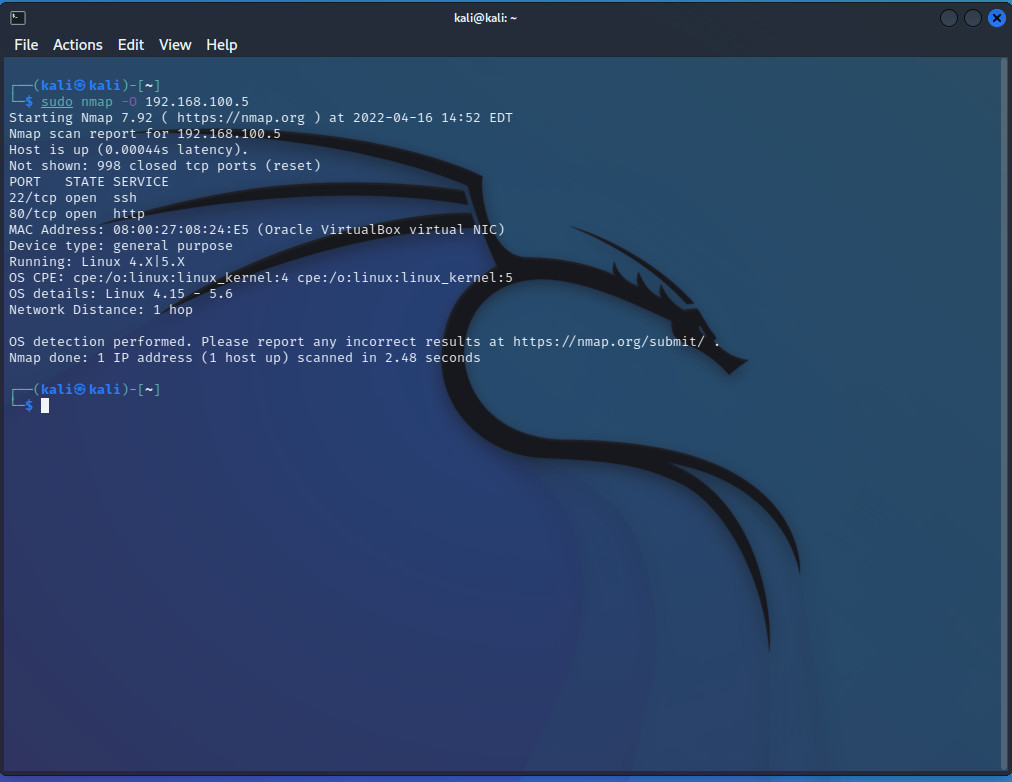 kali@kali: ~
File Actions Edit View Help
┌──(kali㉿kali)-[~]
└─$ sudo nmap -O 192.168.100.5
Starting Nmap 7.92 ( https://nmap.org ) at 2022-04-16 14:52 EDT
Nmap scan report for 192.168.100.5
Host is up (0.00044s latency).
Not shown: 998 closed tcp ports (reset)
PORT   STATE SERVICE
22/tcp open  ssh
80/tcp open  http
MAC Address: 08:00:27:08:24:E5 (Oracle VirtualBox virtual NIC)
Device type: general purpose
Running: Linux 4.X|5.X
OS CPE: cpe:/o:linux:linux_kernel:4 cpe:/o:linux:linux_kernel:5
OS details: Linux 4.15 - 5.6
Network Distance: 1 hop
OS detection performed. Please report any incorrect results at https://nmap.org/submit/ .
Nmap done: 1 IP address (1 host up) scanned in 2.48 seconds
┌──(kali㉿kali)-[~]
└─$